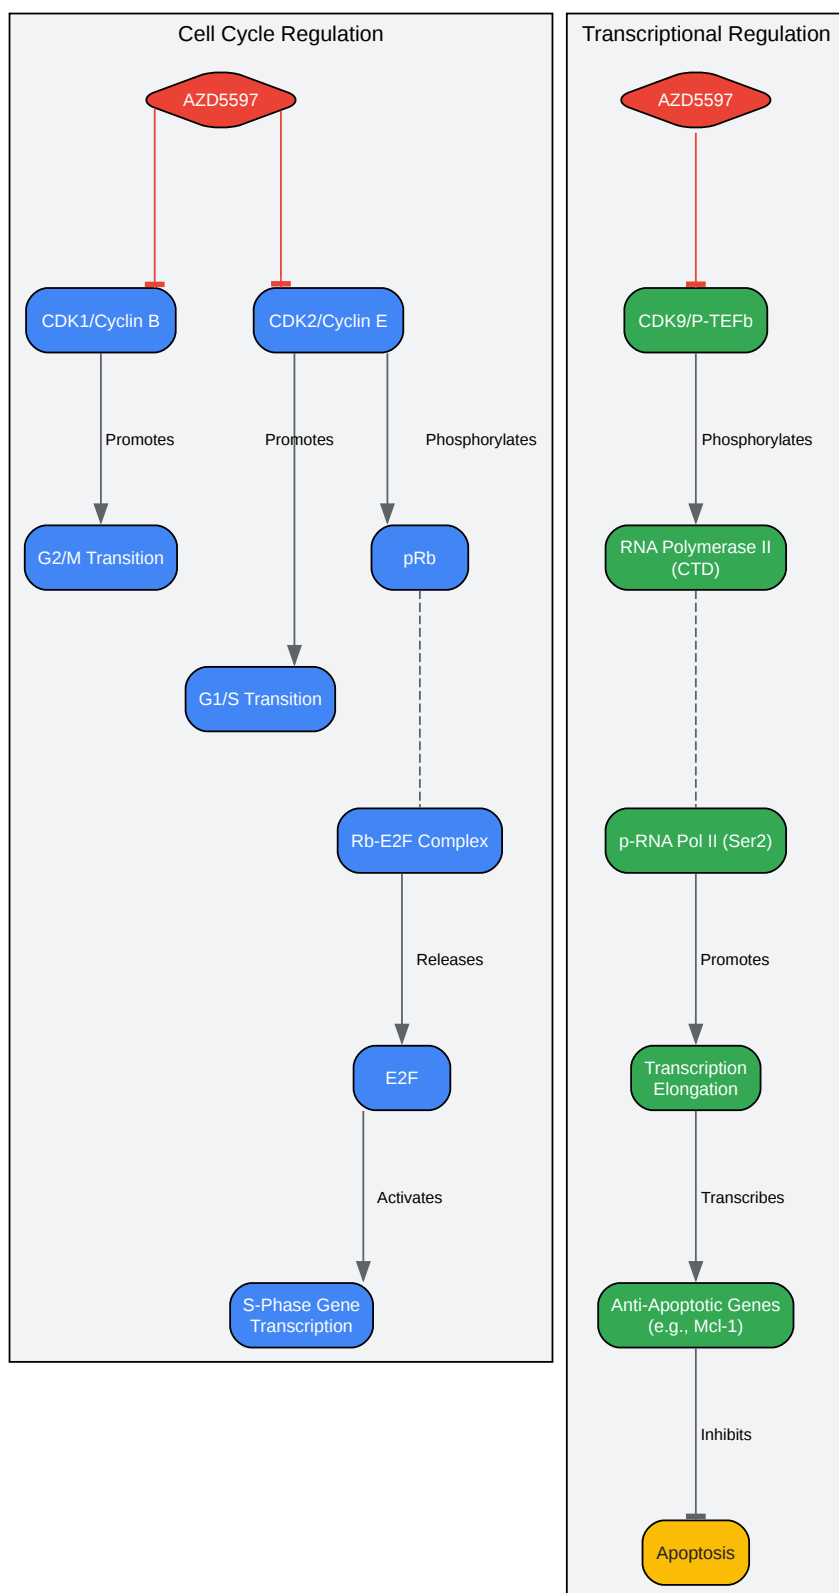 Cell Cycle Regulation
AZD5597
CDK1/Cyclin B
CDK2/Cyclin E
Promotes
Promotes
Phosphorylates
G2/M Transition
pRb
G1/S Transition
Rb-E2F Complex
Releases
E2F
Activates
S-Phase Gene
Transcription
Transcriptional Regulation
AZD5597
CDK9/P-TEFb
Phosphorylates
RNA Polymerase II
(CTD)
p-RNA Pol II (Ser2)
Promotes
Transcription
Elongation
Transcribes
Anti-Apoptotic Genes
(e.g., Mcl-1)
Inhibits
Apoptosis